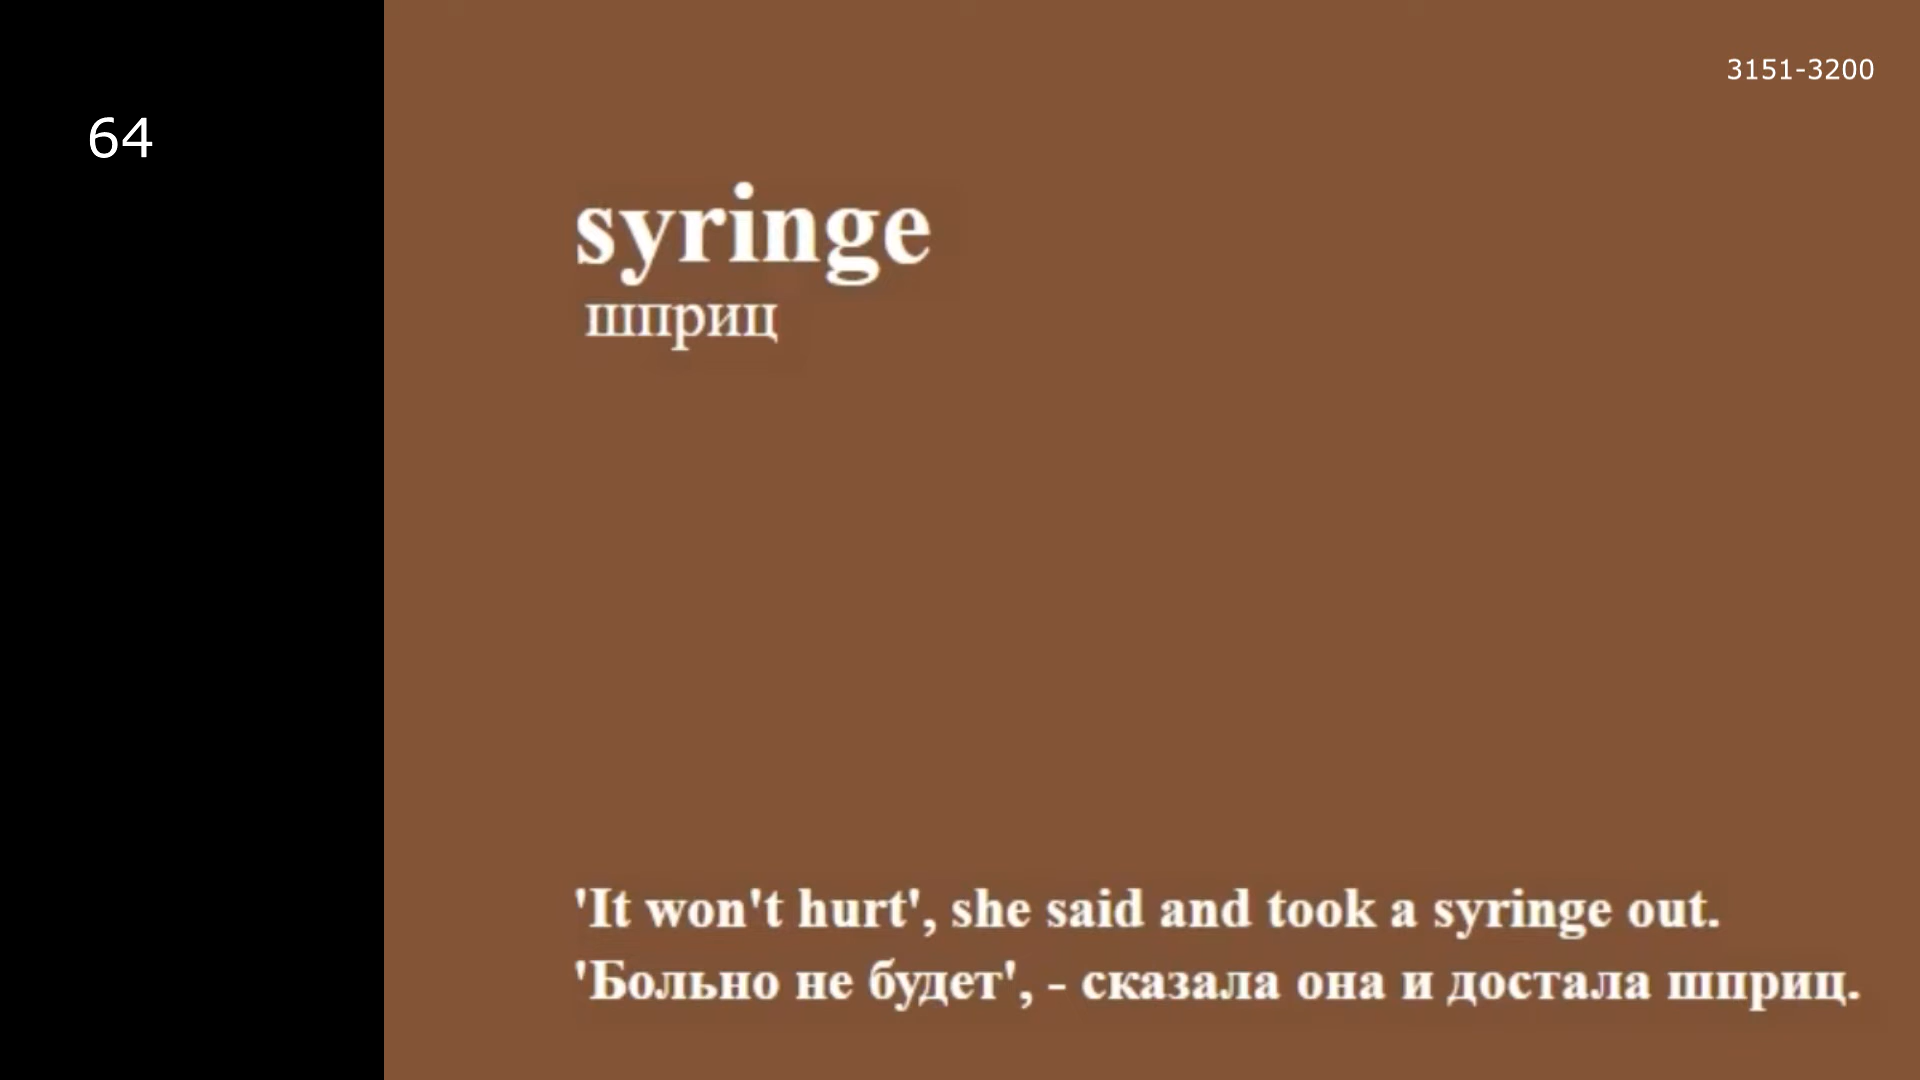 3151-3200
64
syringe
шприц
'It won't hurt', she said and took a syringe out.
'Больно не будет', - сказала она и достала шприц.